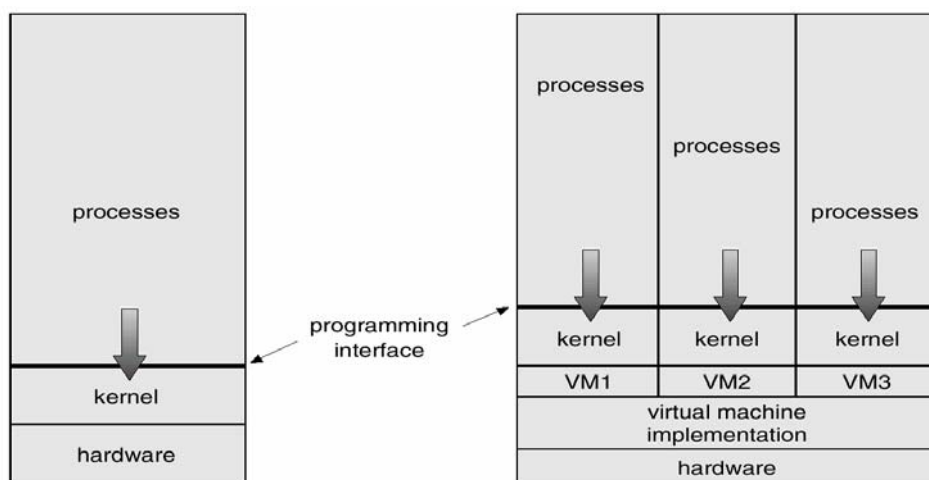 processes
kernel
hardware
programming
interface
processes
processes
processes
kernel kernel kernel
VM1 VM2 VM3
virtual machine
implementation
hardware